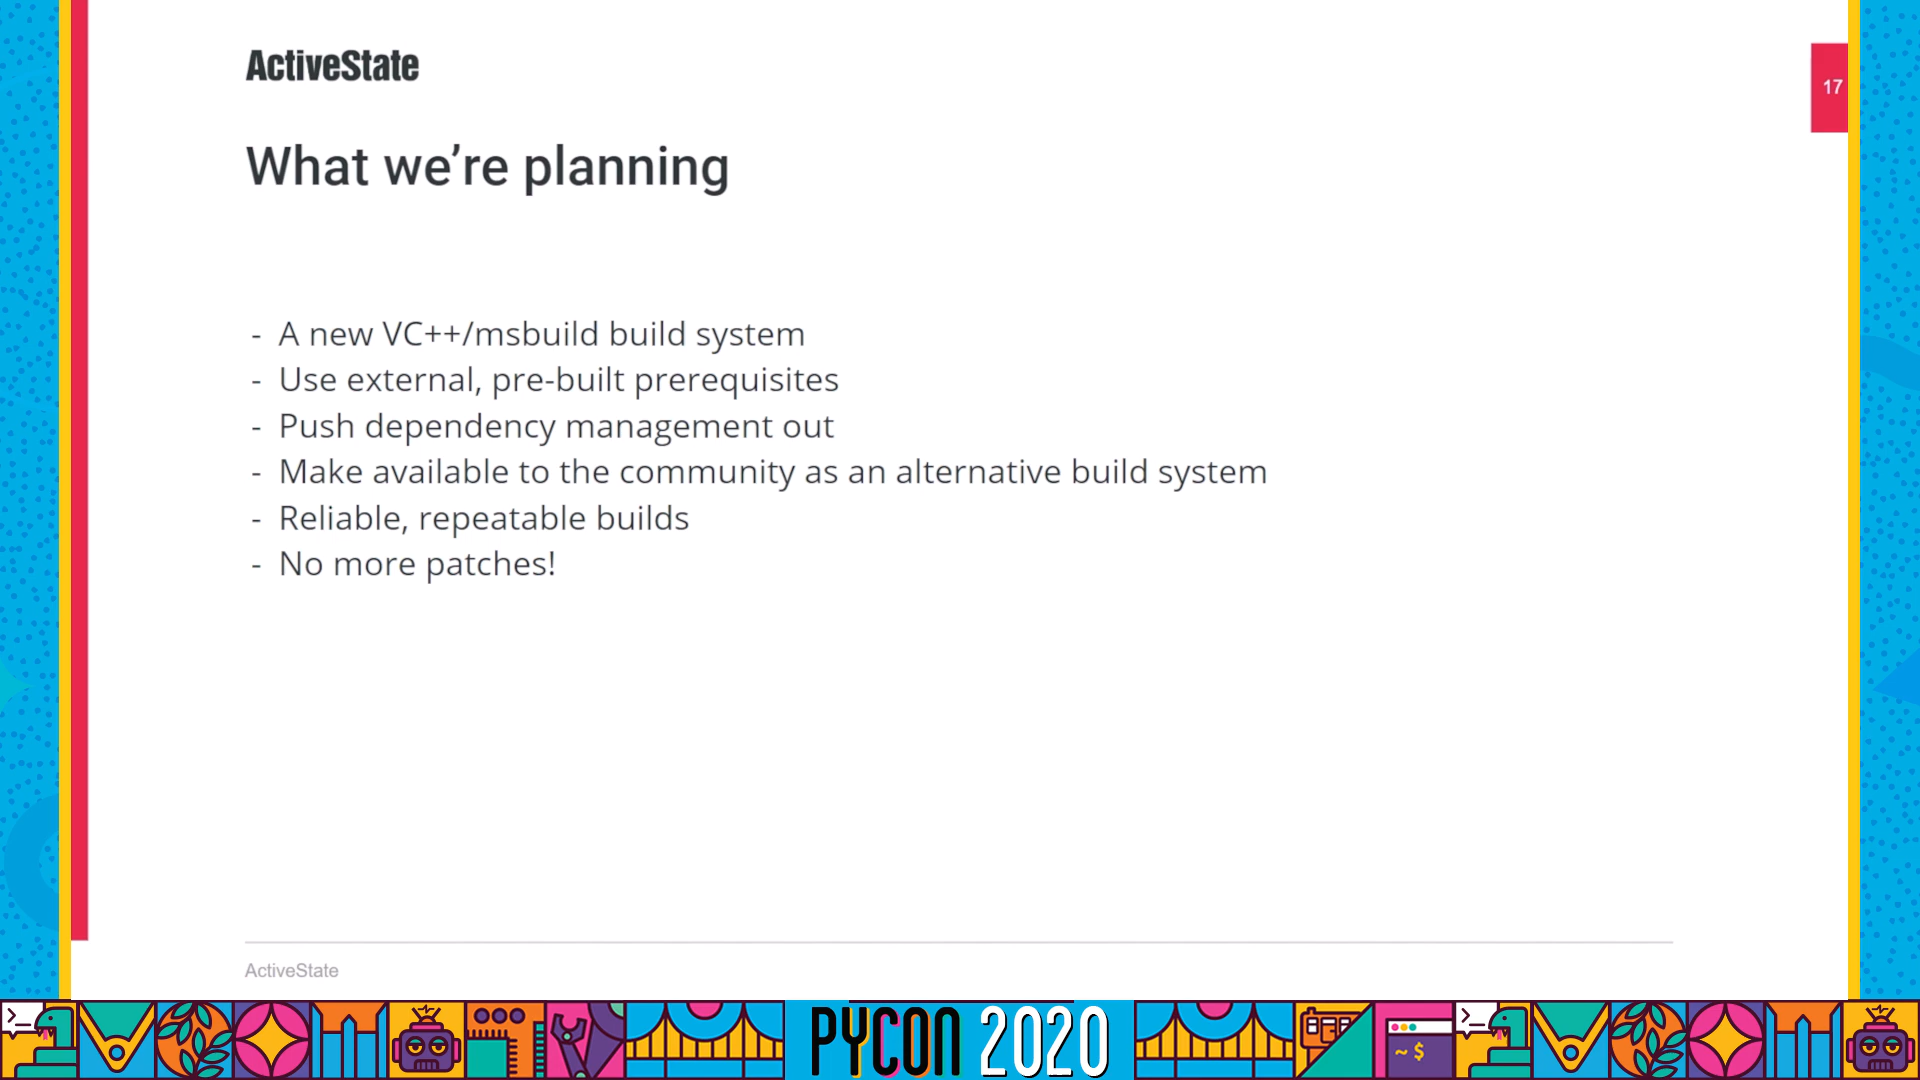 ActiveState
17
What we’re planning
- A new VC++/msbuild build system
- Use external, pre-built prerequisites
- Push dependency management out
- Make available to the community as an alternative build system
- Reliable, repeatable builds
- No more patches!
ActiveState
PYCON 2020
~ $